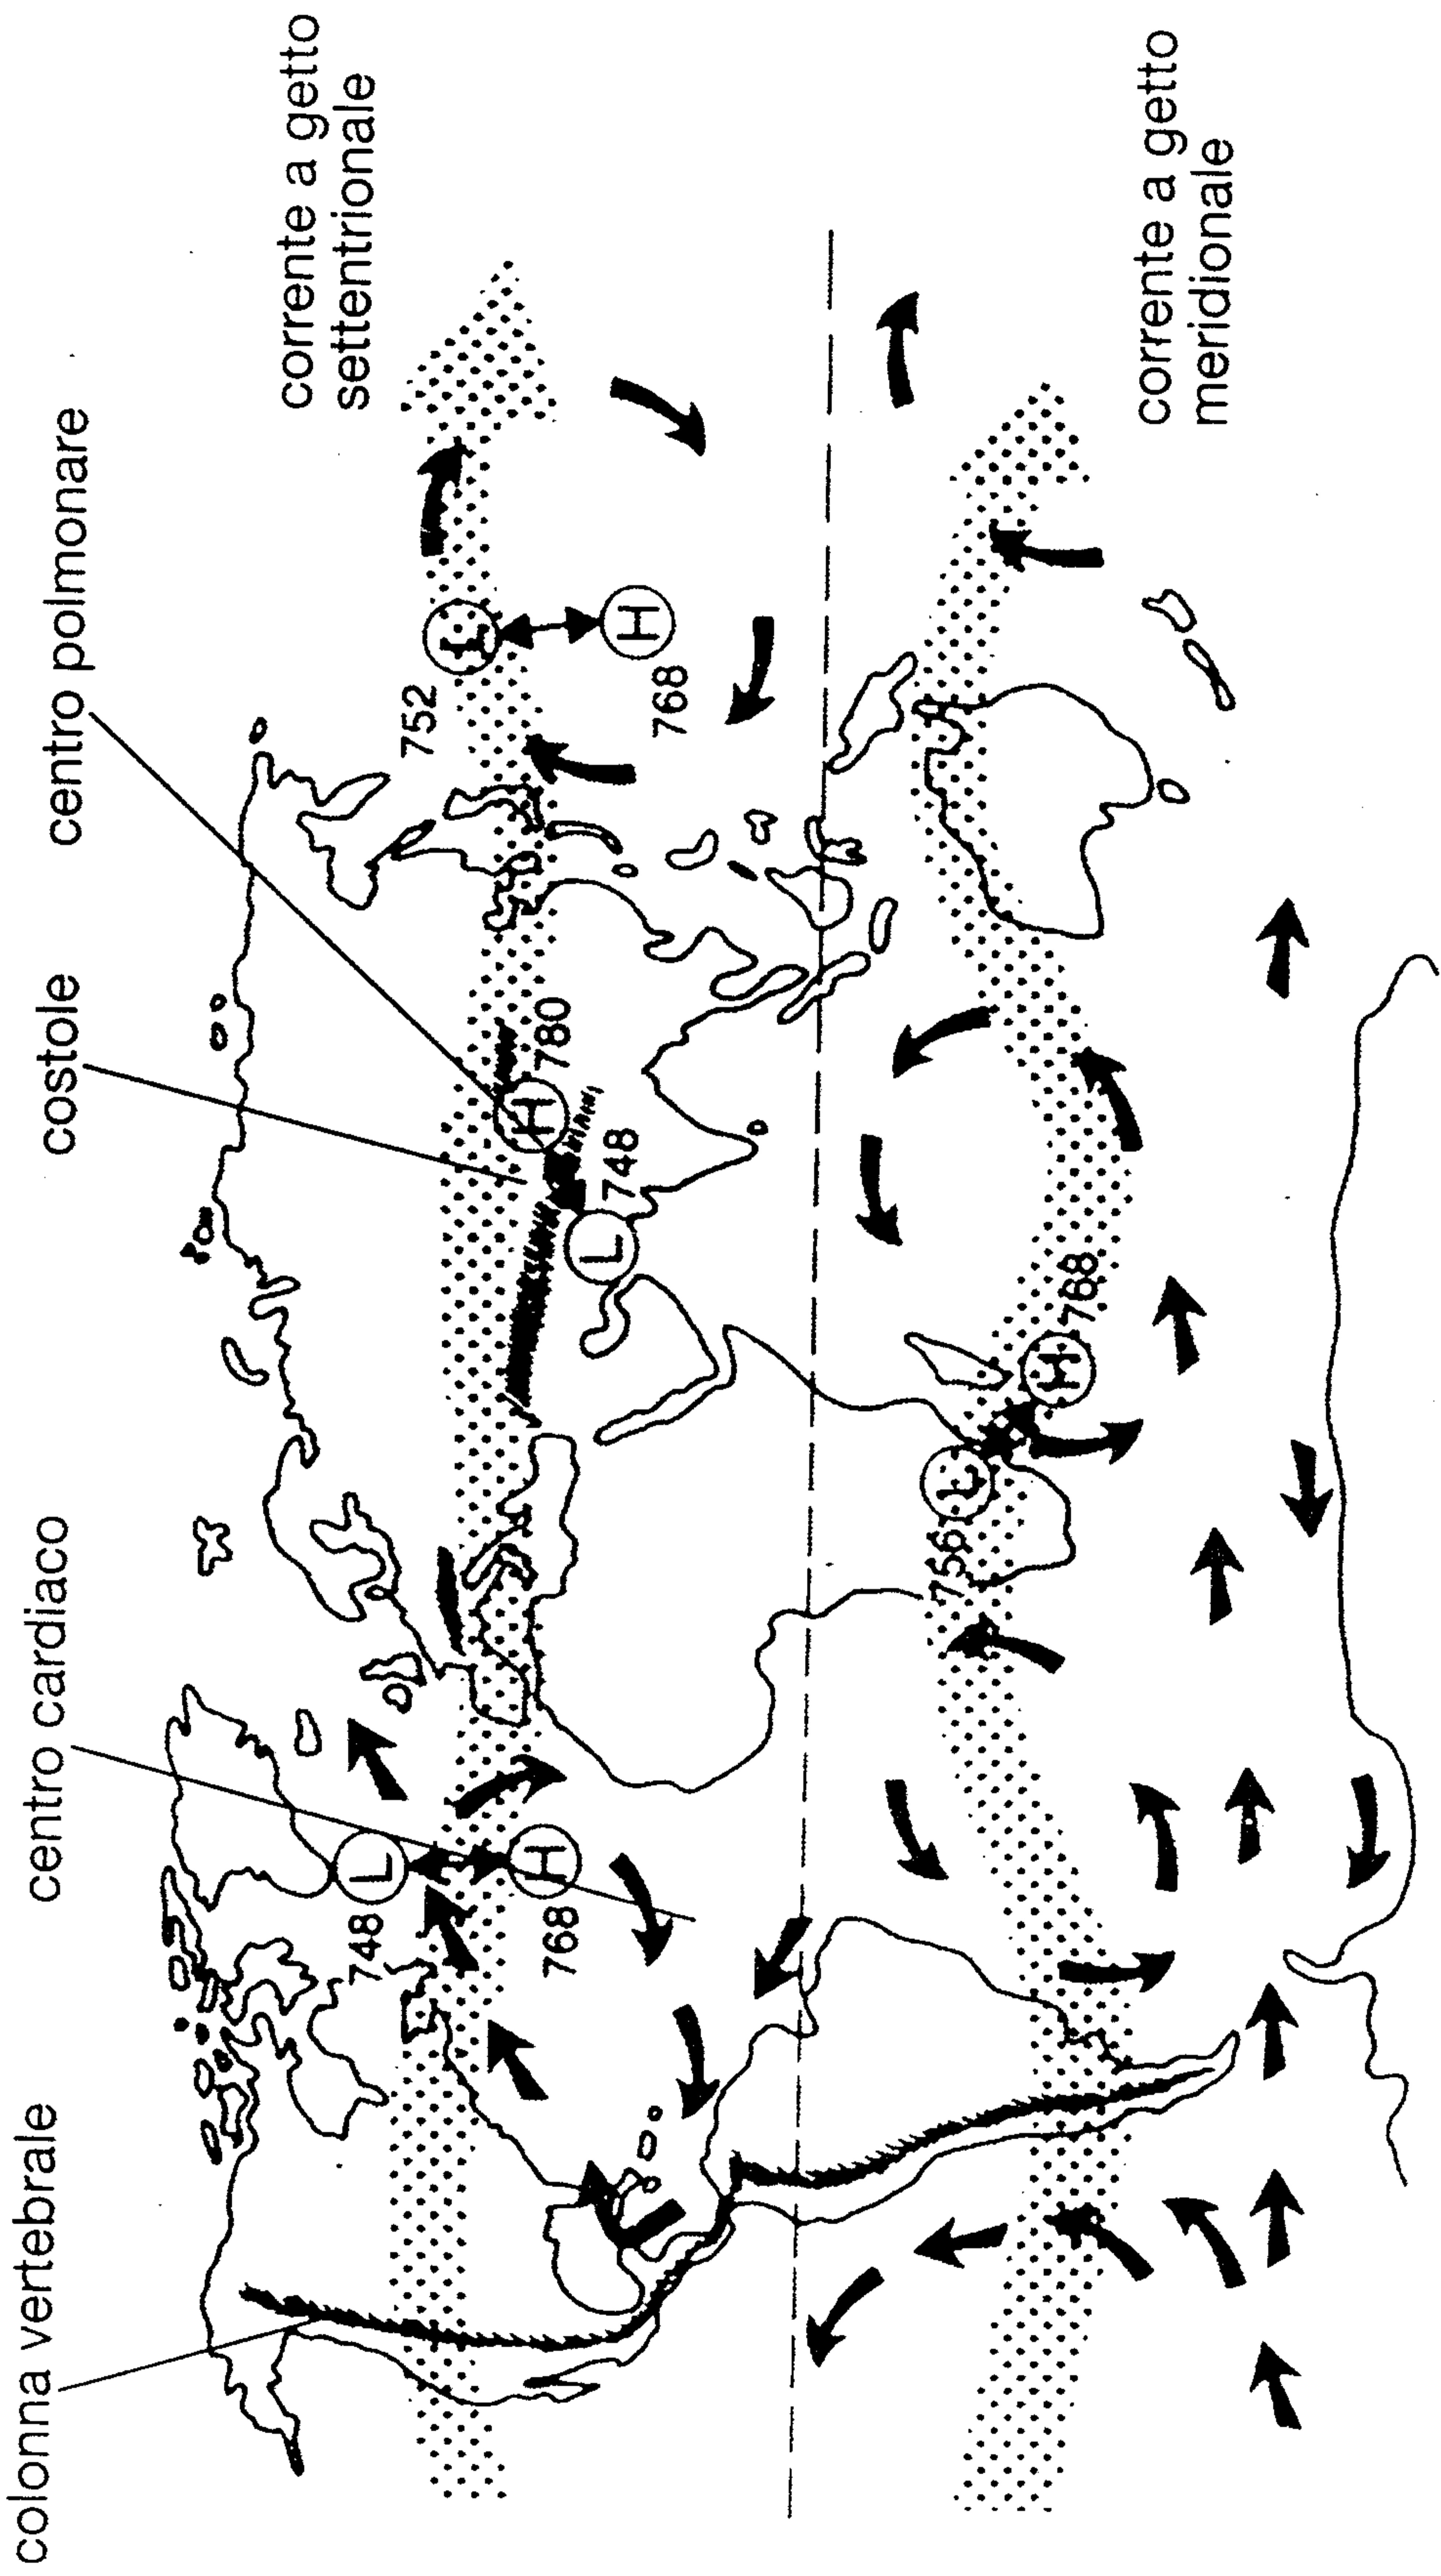 colonna vertebrale
centro cardiaco
costole
centro polmonare
corrente a getto
settentrionale
748
L
H
768
H
780
L
748
752
L
H
768
756
L
H
768
corrente a getto
meridionale